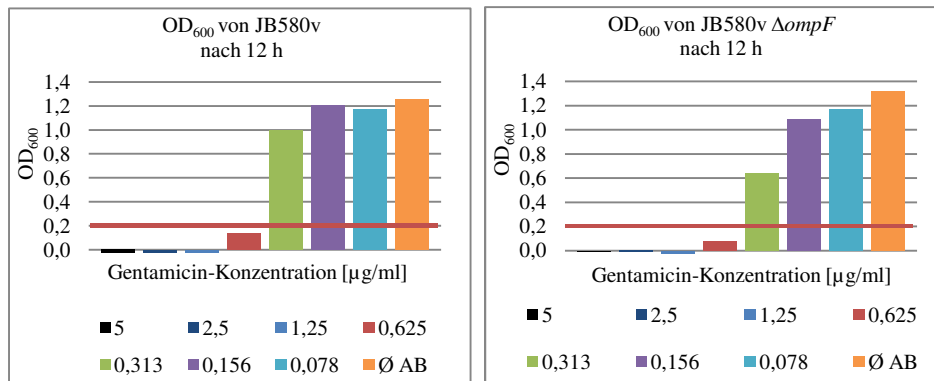 OD600 von JB580v
nach 12 h
1,4
1,2
1,0
0,8
0,6
0,4
0,2
0,0
OD600
Gentamicin-Konzentration [µg/ml]
5 2,5 1,25 0,625
0,313 0,156 0,078 Ø AB
OD600 von JB580v ΔompF
nach 12 h
1,4
1,2
1,0
0,8
0,6
0,4
0,2
0,0
OD600
Gentamicin-Konzentration [µg/ml]
5 2,5 1,25 0,625
0,313 0,156 0,078 Ø AB